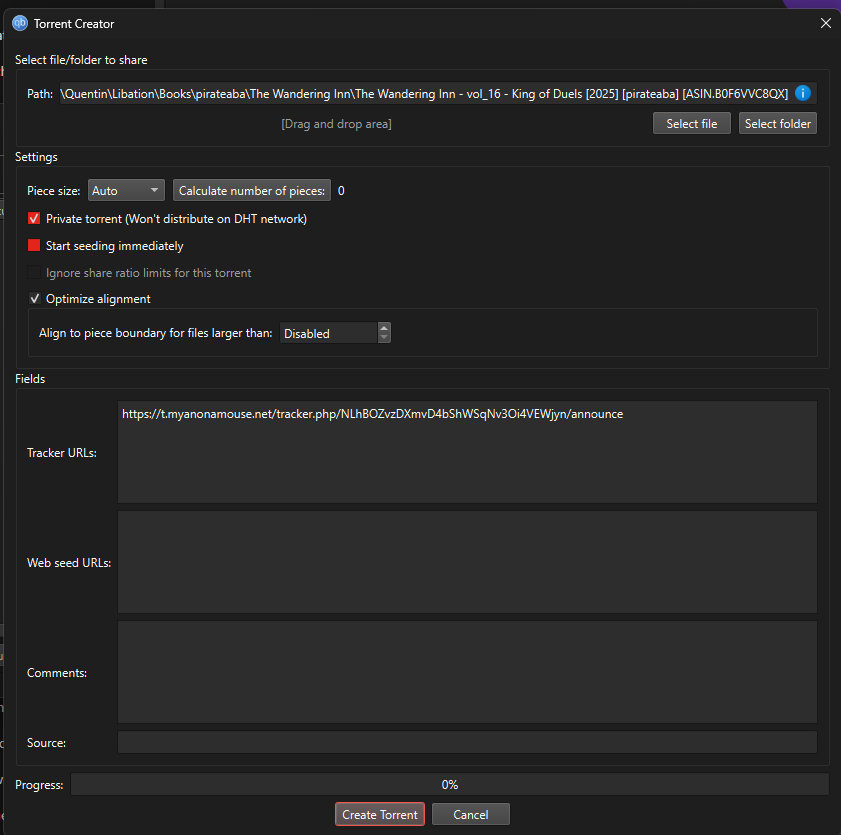 Torrent Creator
Select file/folder to share
Path: \Quentin\Libation\Books\pirateaba\The Wandering Inn\The Wandering Inn - vol_16 - King of Duels [2025] [pirateaba] [ASIN.B0F6VVC8QX]
[Drag and drop area] Select file Select folder
Settings
Piece size: Auto Calculate number of pieces: 0
Private torrent (Won't distribute on DHT network)
Start seeding immediately
Ignore share ratio limits for this torrent
Optimize alignment
Align to piece boundary for files larger than: Disabled
Fields
Tracker URLs: https://t.myanonamouse.net/tracker.php/NLhBOZvzDXmvD4bShWSqNv3Oi4VEWjyn/announce
Web seed URLs:
Comments:
Source:
Progress: 0%
Create Torrent Cancel